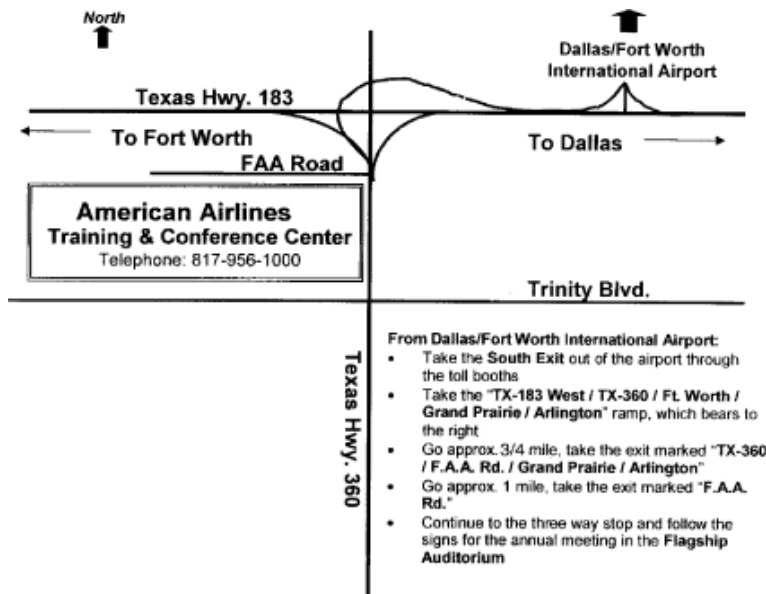 North
Dallas/Fort Worth
International Airport
Texas Hwy. 183
To Fort Worth
To Dallas
FAA Road
American Airlines
Training & Conference Center
Telephone: 817-956-1000
Trinity Blvd.
Texas Hwy. 360
From Dallas/Fort Worth International Airport:
• Take the South Exit out of the airport through
the toll booths
• Take the "TX-183 West / TX-360 / Ft. Worth /
Grand Prairie / Arlington" ramp, which bears to
the right
• Go approx. 3/4 mile, take the exit marked "TX-360
/ F.A.A. Rd. / Grand Prairie / Arlington"
• Go approx. 1 mile, take the exit marked "F.A.A.
Rd."
• Continue to the three way stop and follow the
signs for the annual meeting in the Flagship
Auditorium